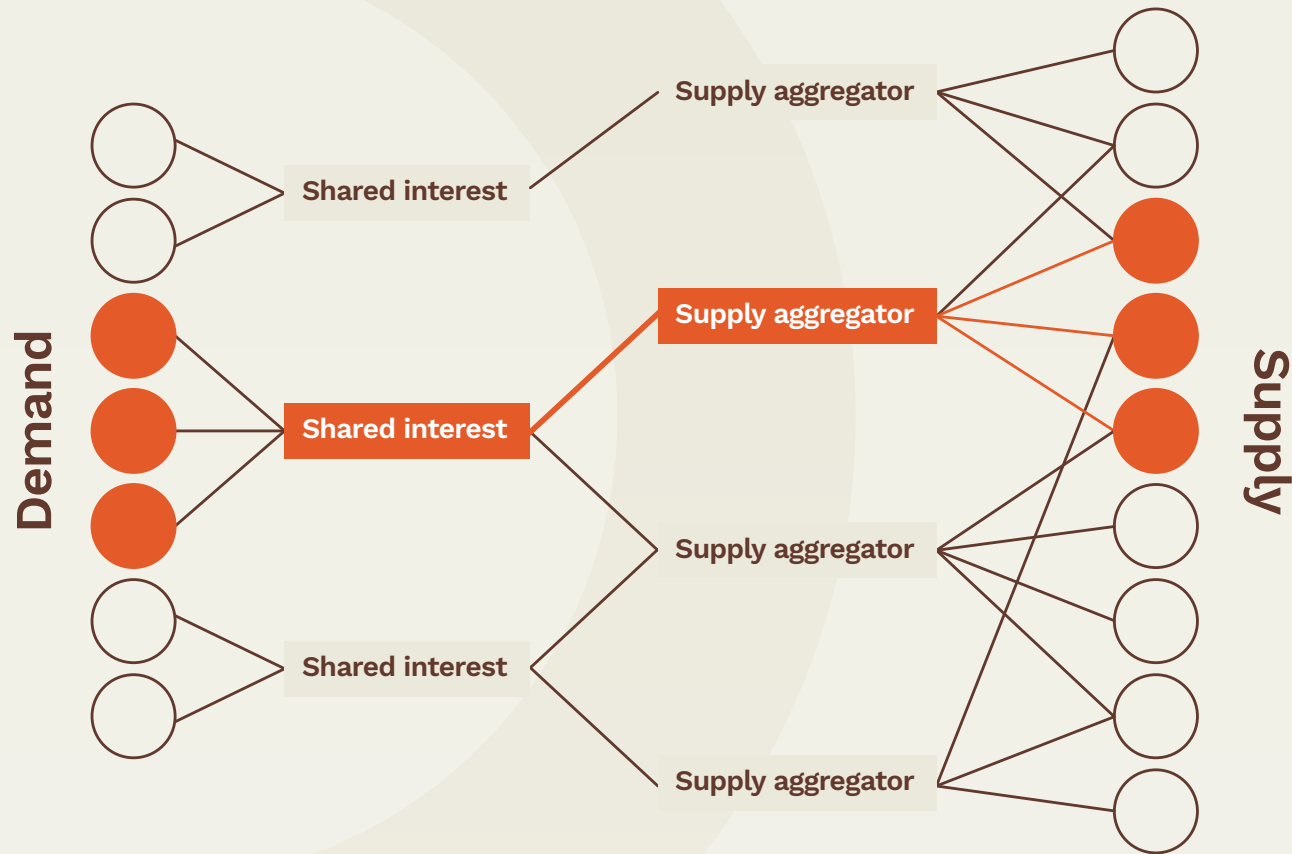 Demand
Shared interest
Shared interest
Shared interest
Supply aggregator
Supply aggregator
Supply aggregator
Supply aggregator
Supply